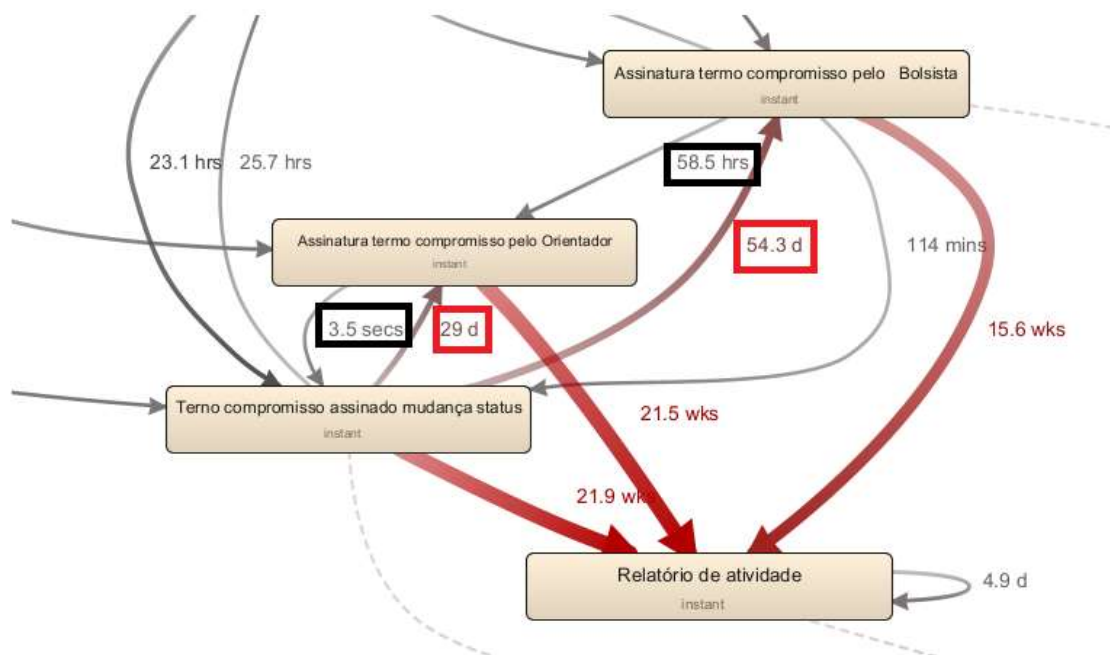 Assinatura termo compromisso pelo Bolsista
instant
23.1 hrs
25.7 hrs
58.5 hrs
Assinatura termo compromisso pelo Orientador
instant
54.3 d
114 mins
3.5 secs
29 d
15.6 wks
Terno compromisso assinado mudança status
instant
21.5 wks
21.9 wks
Relatório de atividade
instant
4.9 d